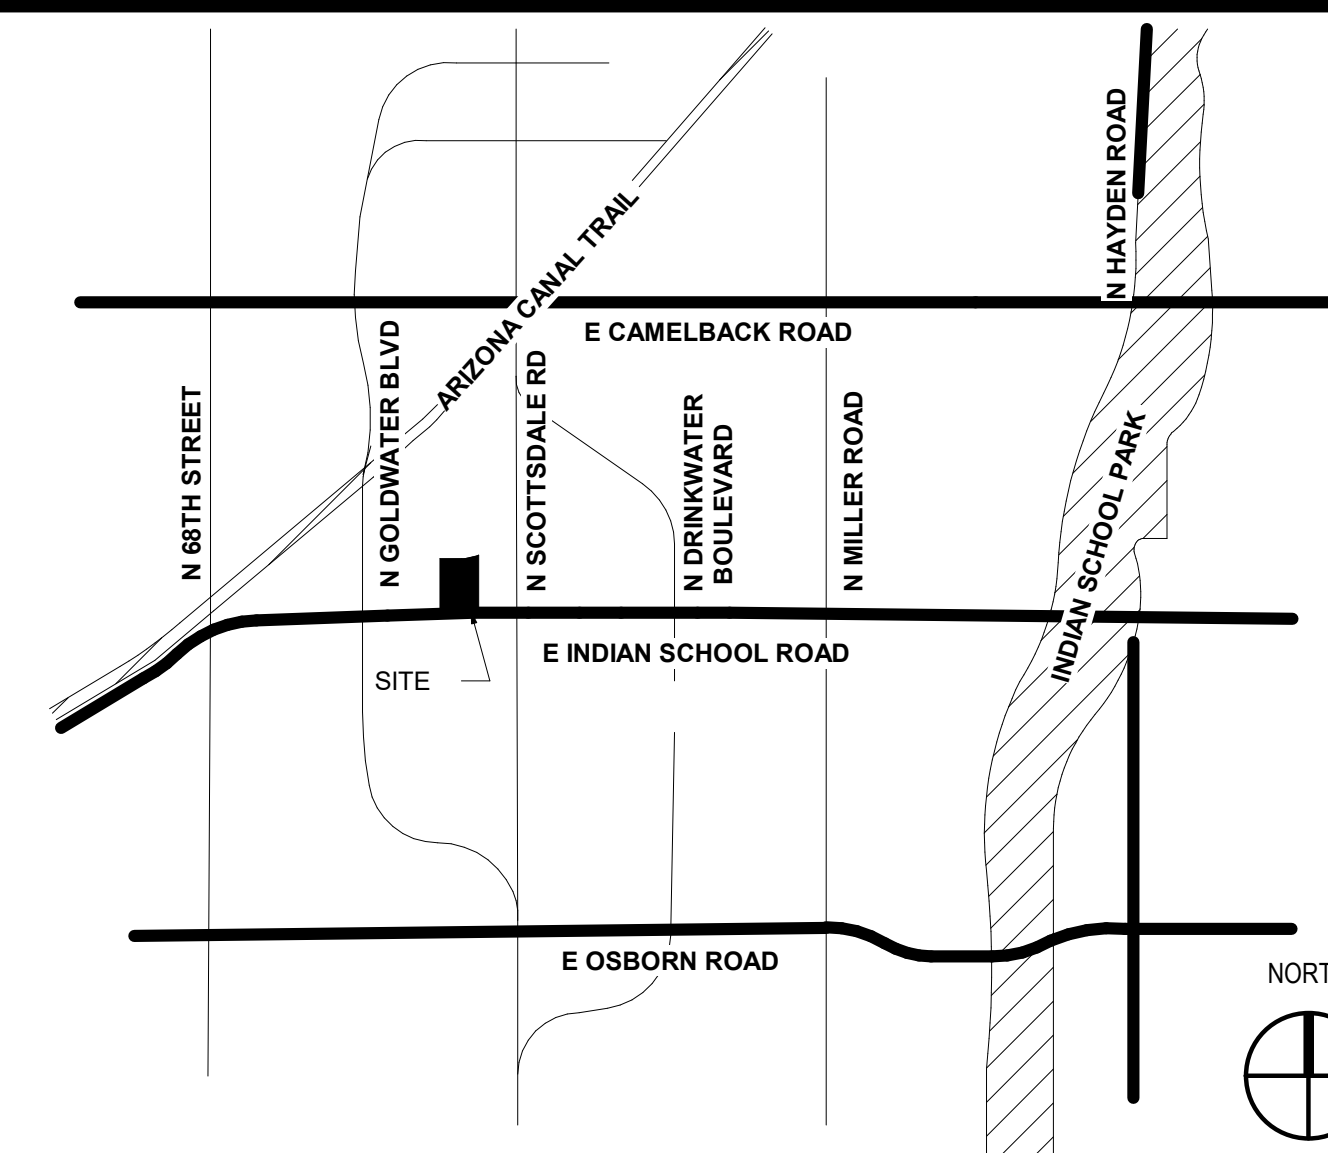 N HAYDEN ROAD
ARIZONA CANAL TRAIL
E CAMELBACK ROAD
N 68TH STREET
N GOLDWATER BLVD
N SCOTTSDALE RD
N DRINKWATER
BOULEVARD
N MILLER ROAD
INDIAN SCHOOL PARK
E INDIAN SCHOOL ROAD
SITE
E OSBORN ROAD
NORT